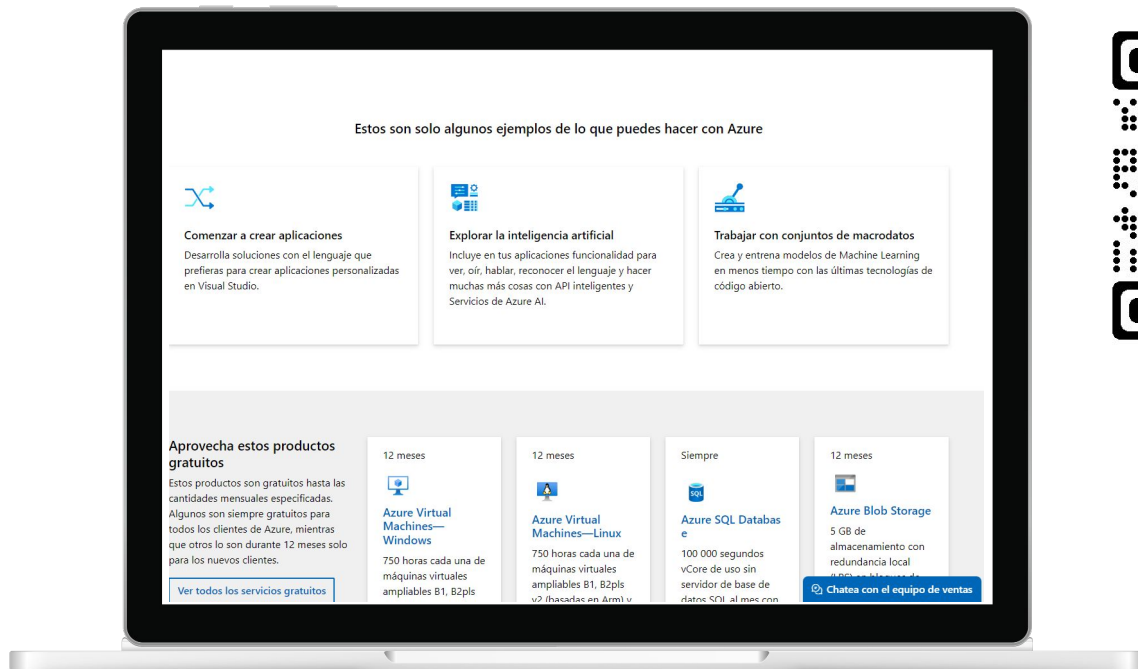 Estos son solo algunos ejemplos de lo que puedes hacer con Azure
Comenzar a crear aplicaciones
Desarrolla soluciones con el lenguaje que
prefieras para crear aplicaciones personalizadas
en Visual Studio.
Explorar la inteligencia artificial
Incluye en tus aplicaciones funcionalidad para
ver, oír, hablar, reconocer el lenguaje y hacer
muchas más cosas con API inteligentes y
Servicios de Azure AI.
Trabajar con conjuntos de macrodatos
Crea y entrena modelos de Machine Learning
en menos tiempo con las últimas tecnologías de
código abierto.
Aprovecha estos productos
gratuitos
Estos productos son gratuitos hasta las
cantidades mensuales especificadas.
Algunos son siempre gratuitos para
todos los clientes de Azure, mientras
que otros lo son durante 12 meses solo
para los nuevos clientes.
Ver todos los servicios gratuitos
12 meses
Azure Virtual
Machines—
Windows
750 horas cada una de
máquinas virtuales
ampliables B1, B2pls
12 meses
Azure Virtual
Machines—Linux
750 horas cada una de
máquinas virtuales
ampliables B1, B2pls
v2 (basadas en Arm) y
Siempre
SQL
Azure SQL Databas
e
100 000 segundos
vCore de uso sin
servidor de base de
datos SQL al mes con
12 meses
Azure Blob Storage
5 GB de
almacenamiento con
redundancia local
Chatea con el equipo de ventas